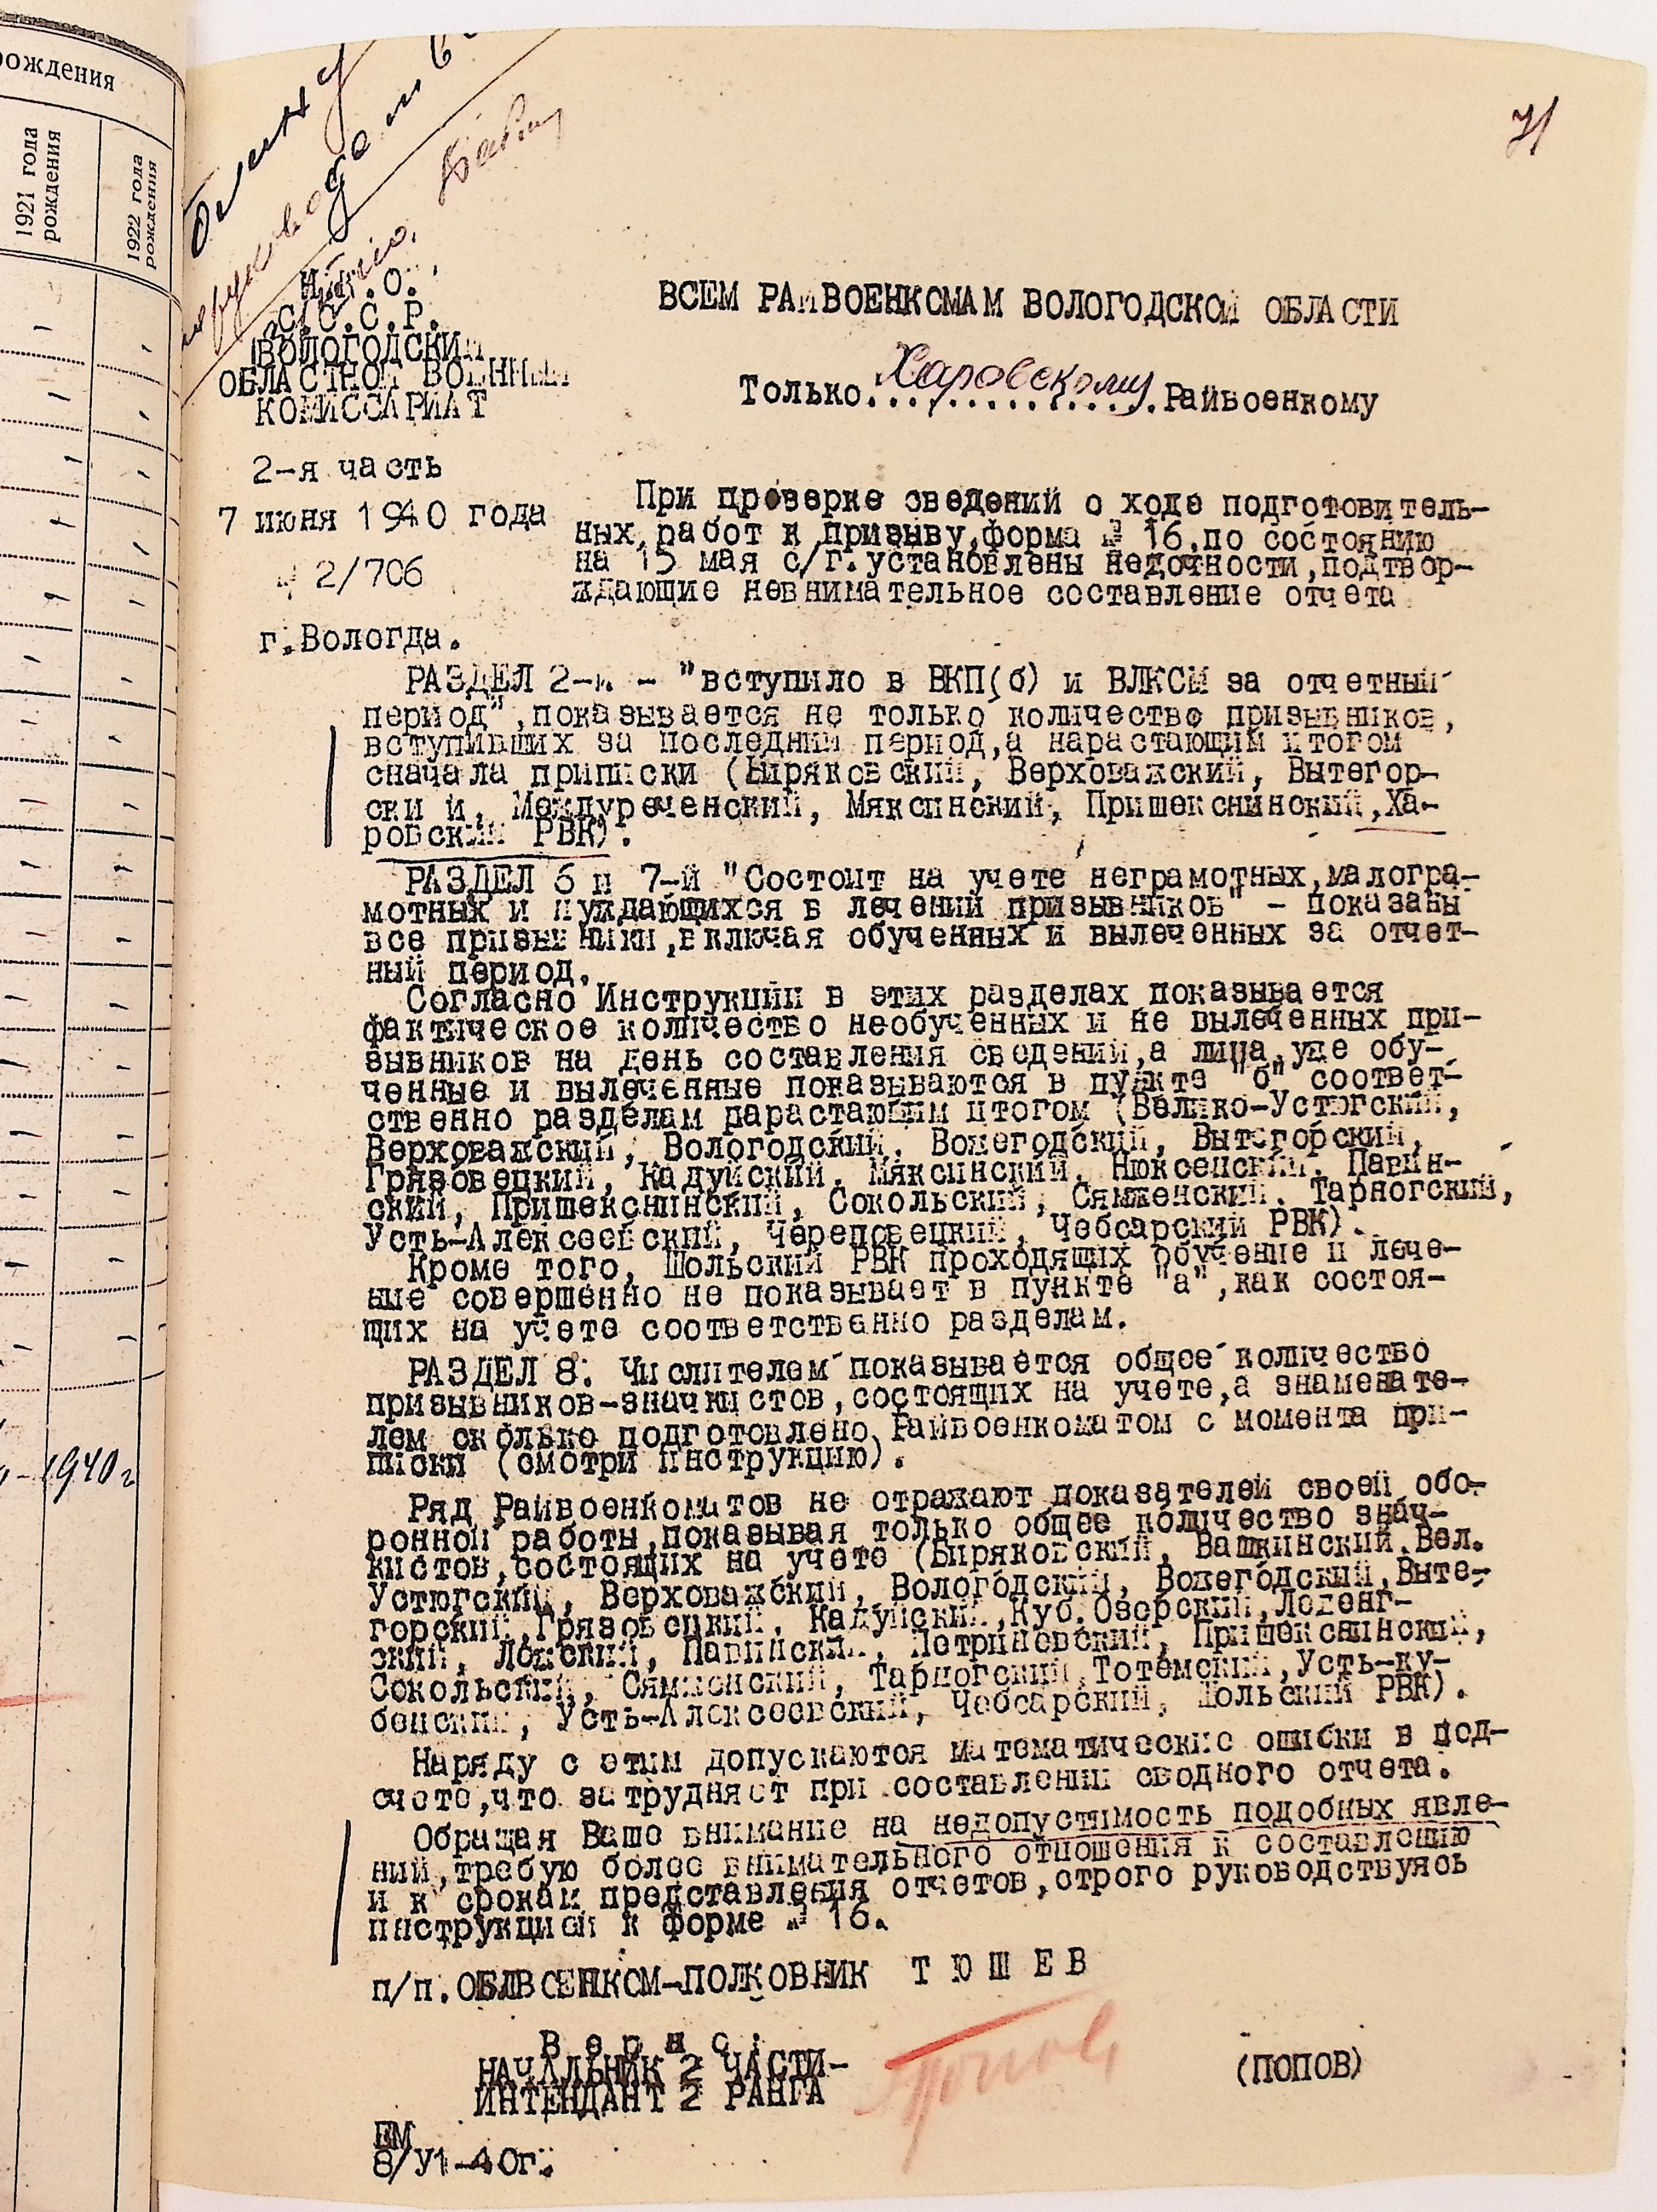 рождения
1921 года рождения
1922 года рождения
1940 г
71
Н.К.О.
С.С.С.Р.
ВОЛОГОДСКИЙ
ОБЛАСТНОЙ ВОЕННЫЙ
КОМИССАРИАТ
2-я часть
7 июня 1940 года
№ 2/706
г.Вологда.
ВСЕМ РАЙВОЕНКОМАМ ВОЛОГОДСКОЙ ОБЛАСТИ
Только Харовскому Райвоенкому
При проверке сведений о ходе подготовитель-
ных работ к призыву,форма № 16,по состоянию
на 15 мая с/г.установлены недочности,подтвор-
ждающие невнимательное составление отчета
РАЗДЕЛ 2-й - "вступило в ВКП(б) и ВЛКСМ за отчетный
период",показывается не только количество призывников,
вступивших за последний период,а нарастающим итогом
сначала приписки (Биряковский, Верховажский, Вытегор-
ски й, Междуреченский, Мяксинский, Пришекснинский,Ха-
ровский РВК).
РАЗДЕЛ 6 и 7-й "Состоит на учете неграмотных,малогра-
мотных и нуждающихся в лечении призывников" - показаны
все призывники,включая обученных и вылеченных за отчет-
ный период.
Согласно Инструкции в этих разделах показывается
фактическое количество необученных и не вылеченных при-
зывников на день составления сведений,а лица,уже обу-
ченные и вылеченные показываются в пункте "б" соответ-
ственно разделам нарастающим итогом (Велико-Устюгский,
Верховажский, Вологодский, Вожегодский, Вытегорский,
Грязовецкий, Кадуйский, Мяксинский, Нюксенский, Павин-
ский, Пришекснинский, Сокольский, Сямженский, Тарногский,
Усть-Алексеевский, Череповецкий, Чебсарский РВК).
Кроме того, Шольский РВК проходящих обучение и лече-
ние совершенно не показывает в пункте "а",как состоя-
щих на учете соответственно разделам.
РАЗДЕЛ 8: Числителем показывается общее количество
призывников-значкистов,состоящих на учете,а знаменате-
лем сколько подготовлено Райвоенкоматом с момента при-
писки (смотри инструкцию).
Ряд Райвоенкоматов не отражают показателей своей обо-
ронной работы,показывая только общее количество знач-
кистов,состоящих на учете (Биряковский, Вашкинский,Вел.
Устюгский, Верховажский, Вологодский, Вожегодский,Выте-
горский,Грязовецкий, Кадуйский,Куб.Озерский,Леденг-
ский, Лежский, Павинский, Петриневский, Пришекснинский,
Сокольский, Сямженский, Тарногский,Тотемский,Усть-ку-
бенский, Усть-Алексеевский, Чебсарский, Шольский РВК).
Наряду с этим допускаются математические ошибки в под-
счете,что затрудняет при составлении сводного отчета.
Обращая Ваше внимание на недопустимость подобных явле-
ний,требую более внимательного отношения к составлению
и к срокам представления отчетов,строго руководствуясь
инструкцией к форме № 16.
п/п.ОБЛВОЕНКОМ-ПОЛКОВНИК Т Ю Ш Е В
В е р н о:
НАЧАЛЬНИК 2 ЧАСТИ-
ИНТЕНДАНТ 2 РАНГА
Попов
(ПОПОВ)
ЕМ
8/У1-40г.